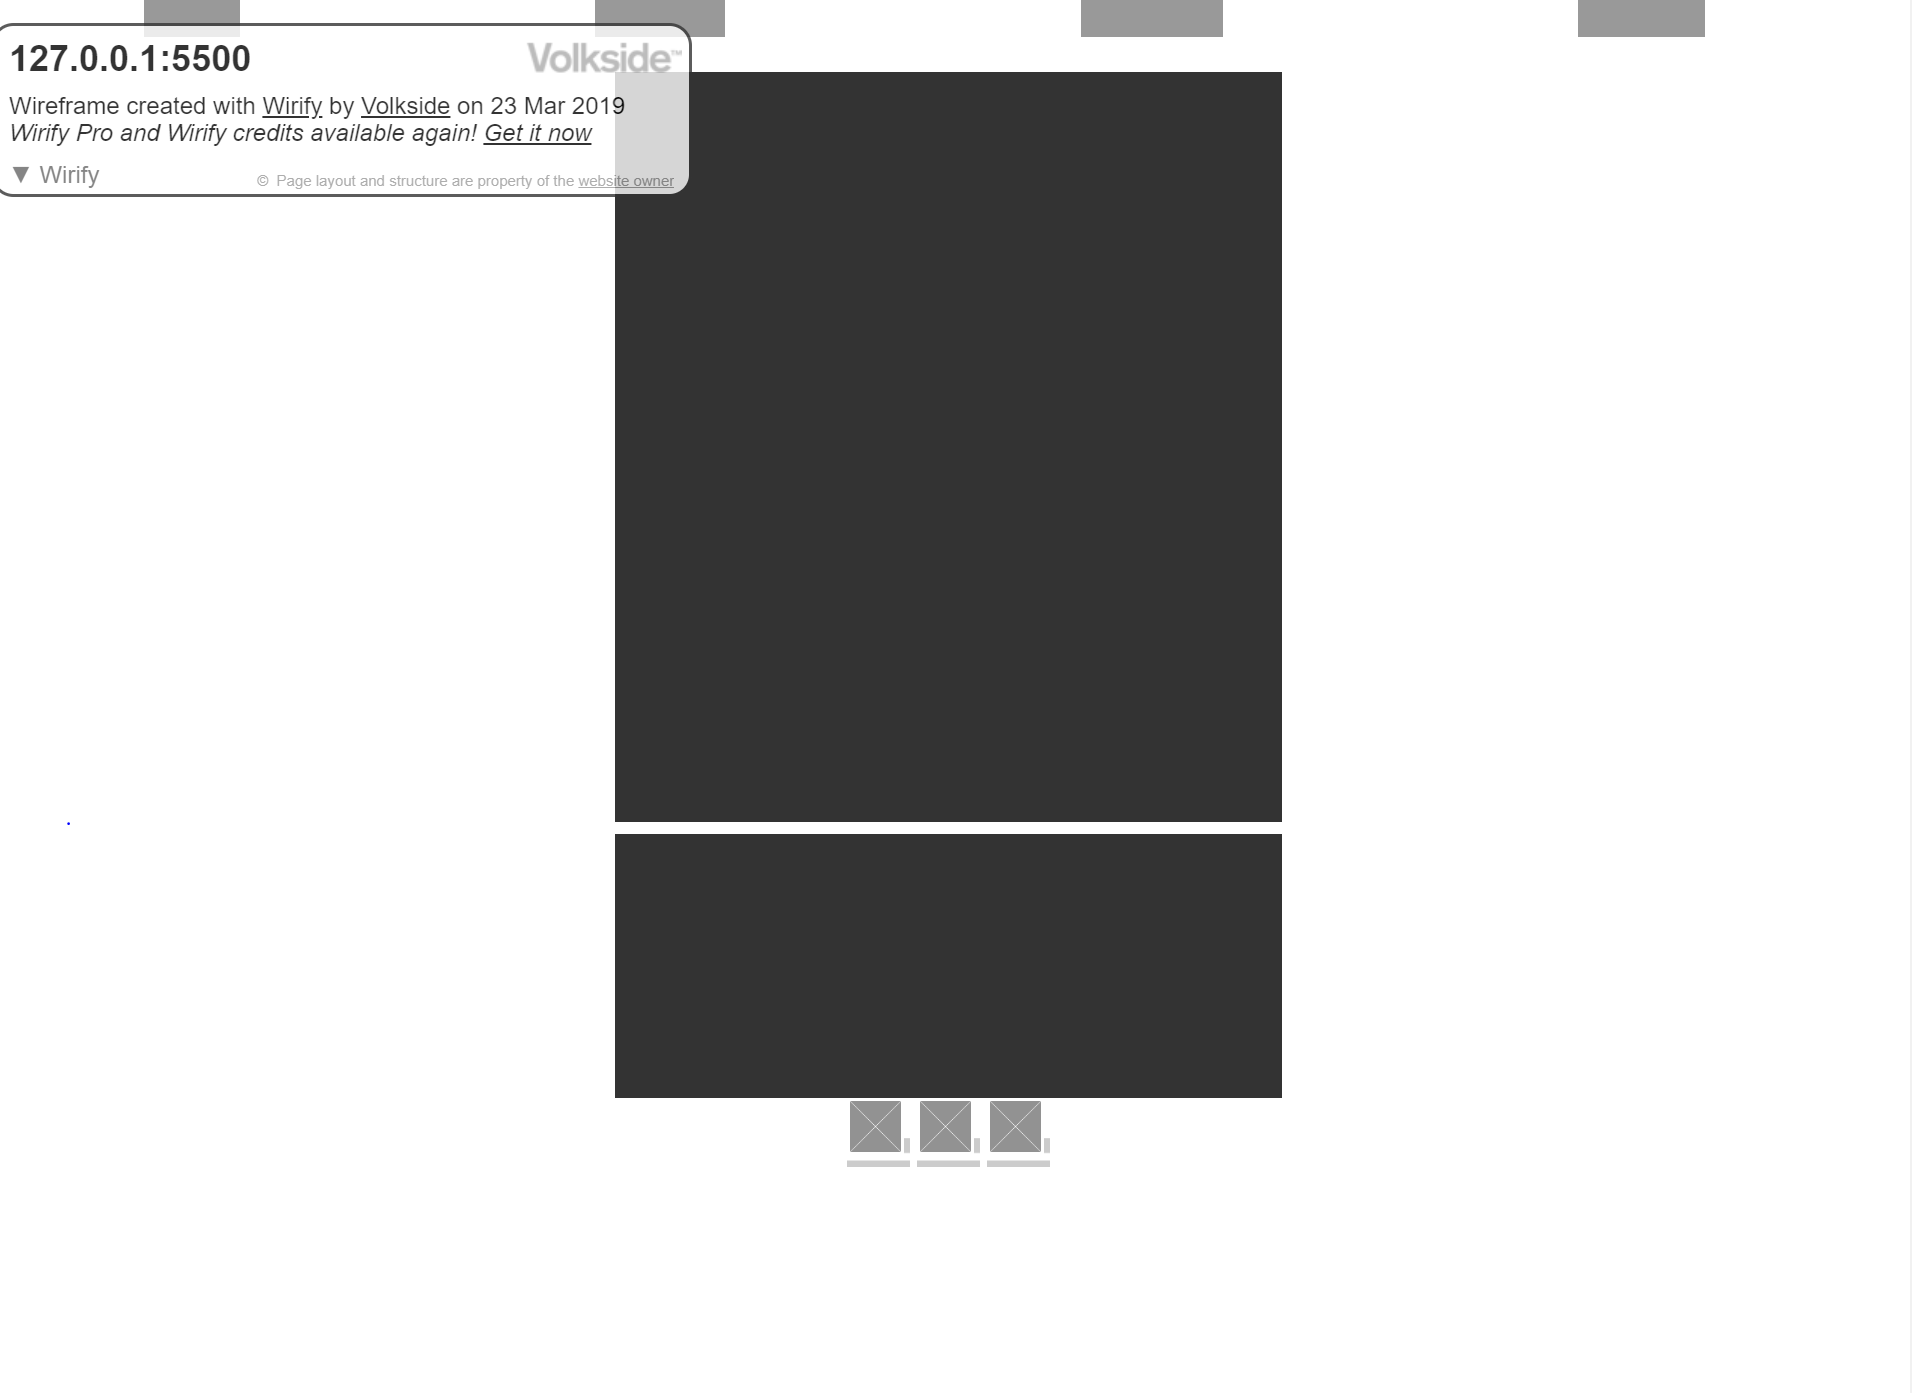 127.0.0.1:5500
Volkside™
Wireframe created with Wirify by Volkside on 23 Mar 2019
Wirify Pro and Wirify credits available again! Get it now
▼ Wirify
© Page layout and structure are property of the website owner